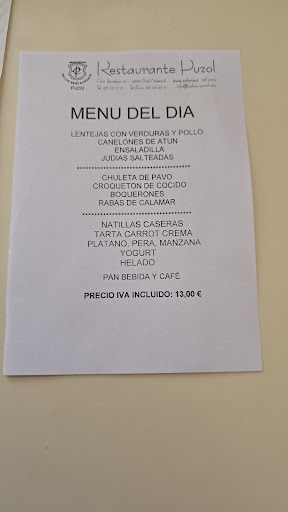 Restaurante Puzol
Puzol
MENU DEL DIA
LENTEJAS CON VERDURAS Y POLLO
CANELONES DE ATUN
ENSALADILLA
JUDIAS SALTEADAS
CHULETA DE PAVO
CROQUETON DE COCIDO
BOQUERONES
RABAS DE CALAMAR
NATILLAS CASERAS
TARTA CARROT CREMA
PLATANO, PERA, MANZANA
YOGURT
HELADO
PAN BEBIDA Y CAFÉ
PRECIO IVA INCLUIDO: 13,00 €